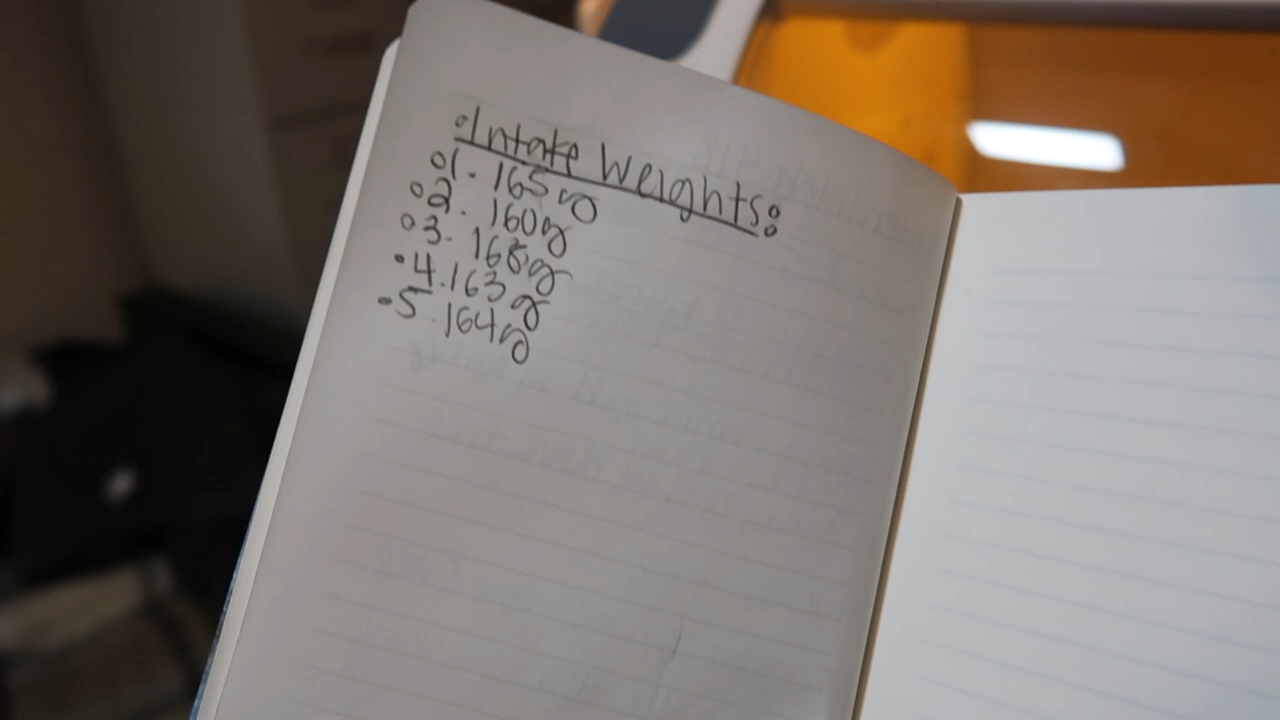 •Intake Weights:
•1. 165g
•2. 160g
•3. 168g
•4. 163g
•5. 164g